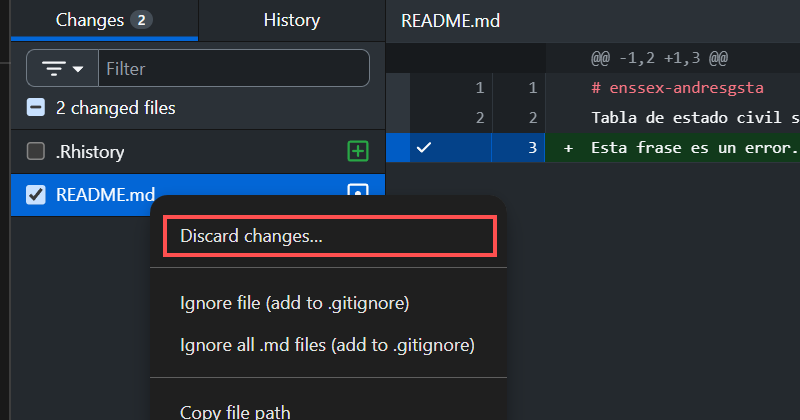 Changes 2
History
README.md
Filter
2 changed files
.Rhistory
README.md
@@ -1,2 +1,3 @@
1 1 # enssex-andresgsta
2 2 Tabla de estado civil s
3 + Esta frase es un error.
Discard changes...
Ignore file (add to .gitignore)
Ignore all .md files (add to .gitignore)
Copy file path